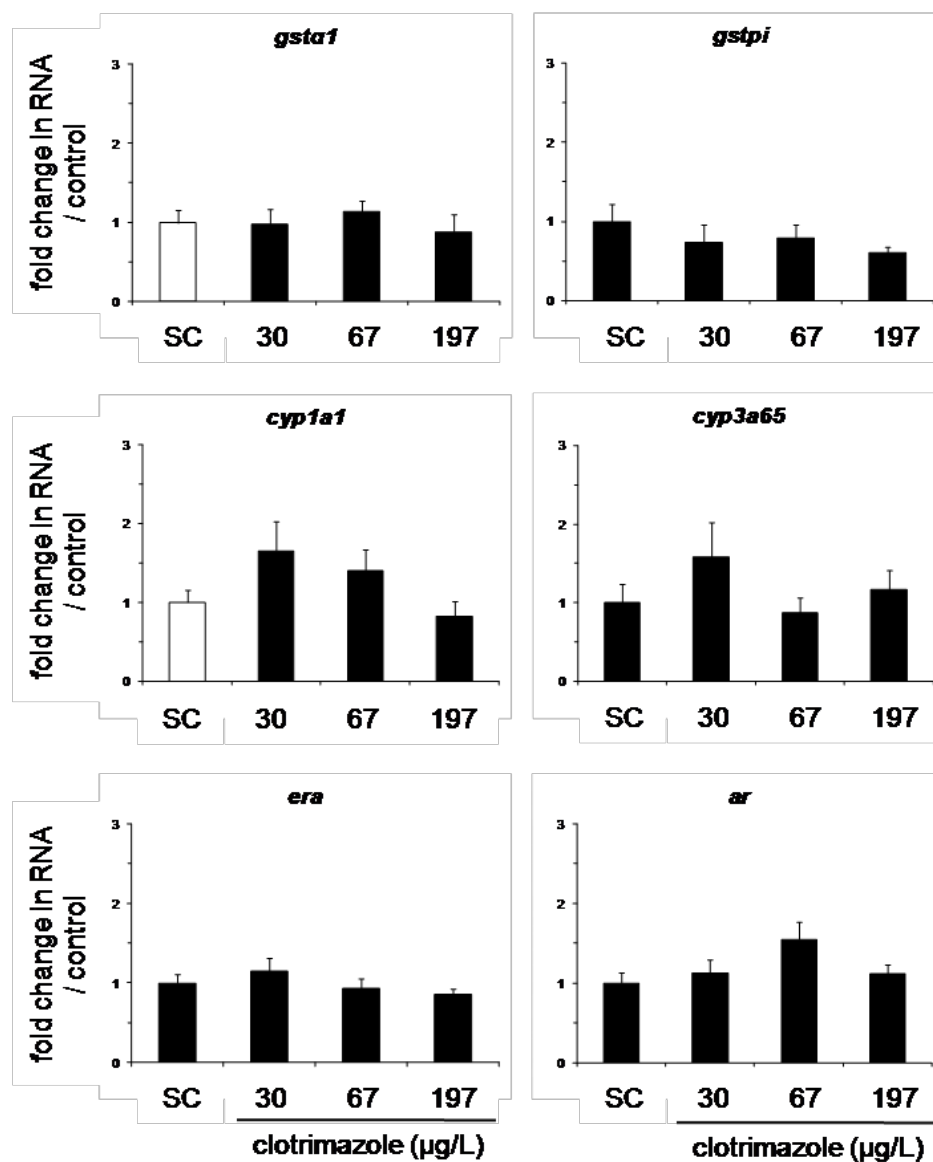 gstα1
gstpi
fold change in RNA
/ control
3
2
1
0
3
2
1
0
SC 30 67 197
SC 30 67 197
cyp1a1
cyp3a65
fold change in RNA
/ control
3
2
1
0
3
2
1
0
SC 30 67 197
SC 30 67 197
era
ar
fold change in RNA
/ control
3
2
1
0
3
2
1
0
SC 30 67 197
SC 30 67 197
clotrimazole (µg/L)
clotrimazole (µg/L)